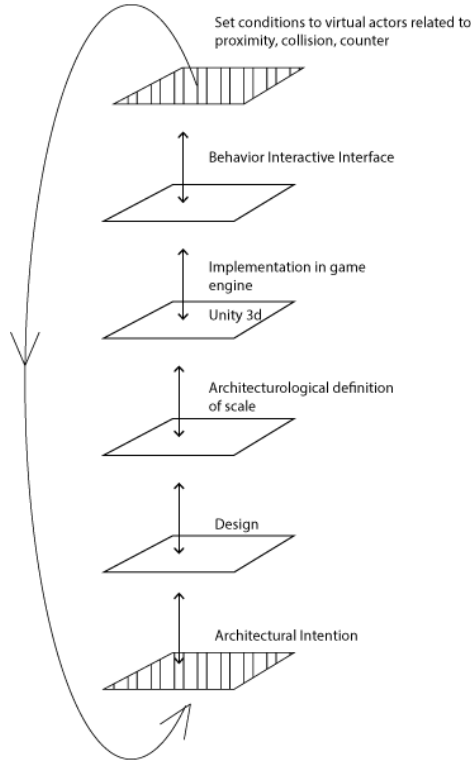 Set conditions to virtual actors related to
proximity, collision, counter
Behavior Interactive Interface
Implementation in game
engine
Unity 3d
Architecturological definition
of scale
Design
Architectural Intention